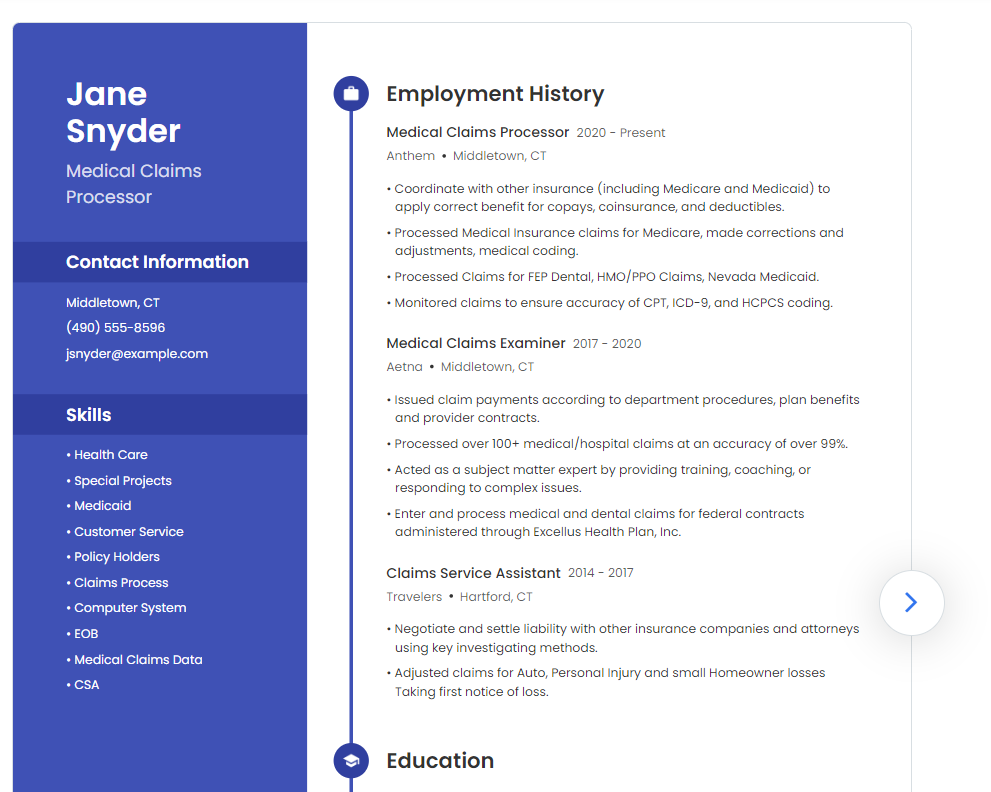 Jane
Snyder
Medical Claims
Processor
Contact Information
Middletown, CT
(490) 555-8596
jsnyder@example.com
Skills
• Health Care
• Special Projects
• Medicaid
• Customer Service
• Policy Holders
• Claims Process
• Computer System
• EOB
• Medical Claims Data
• CSA
Employment History
Medical Claims Processor 2020 - Present
Anthem • Middletown, CT
• Coordinate with other insurance (including Medicare and Medicaid) to
apply correct benefit for copays, coinsurance, and deductibles.
• Processed Medical Insurance claims for Medicare, made corrections and
adjustments, medical coding.
• Processed Claims for FEP Dental, HMO/PPO Claims, Nevada Medicaid.
• Monitored claims to ensure accuracy of CPT, ICD-9, and HCPCS coding.
Medical Claims Examiner 2017 - 2020
Aetna • Middletown, CT
• Issued claim payments according to department procedures, plan benefits
and provider contracts.
• Processed over 100+ medical/hospital claims at an accuracy of over 99%.
• Acted as a subject matter expert by providing training, coaching, or
responding to complex issues.
• Enter and process medical and dental claims for federal contracts
administered through Excellus Health Plan, Inc.
Claims Service Assistant 2014 - 2017
Travelers • Hartford, CT
• Negotiate and settle liability with other insurance companies and attorneys
using key investigating methods.
• Adjusted claims for Auto, Personal Injury and small Homeowner losses
Taking first notice of loss.
Education